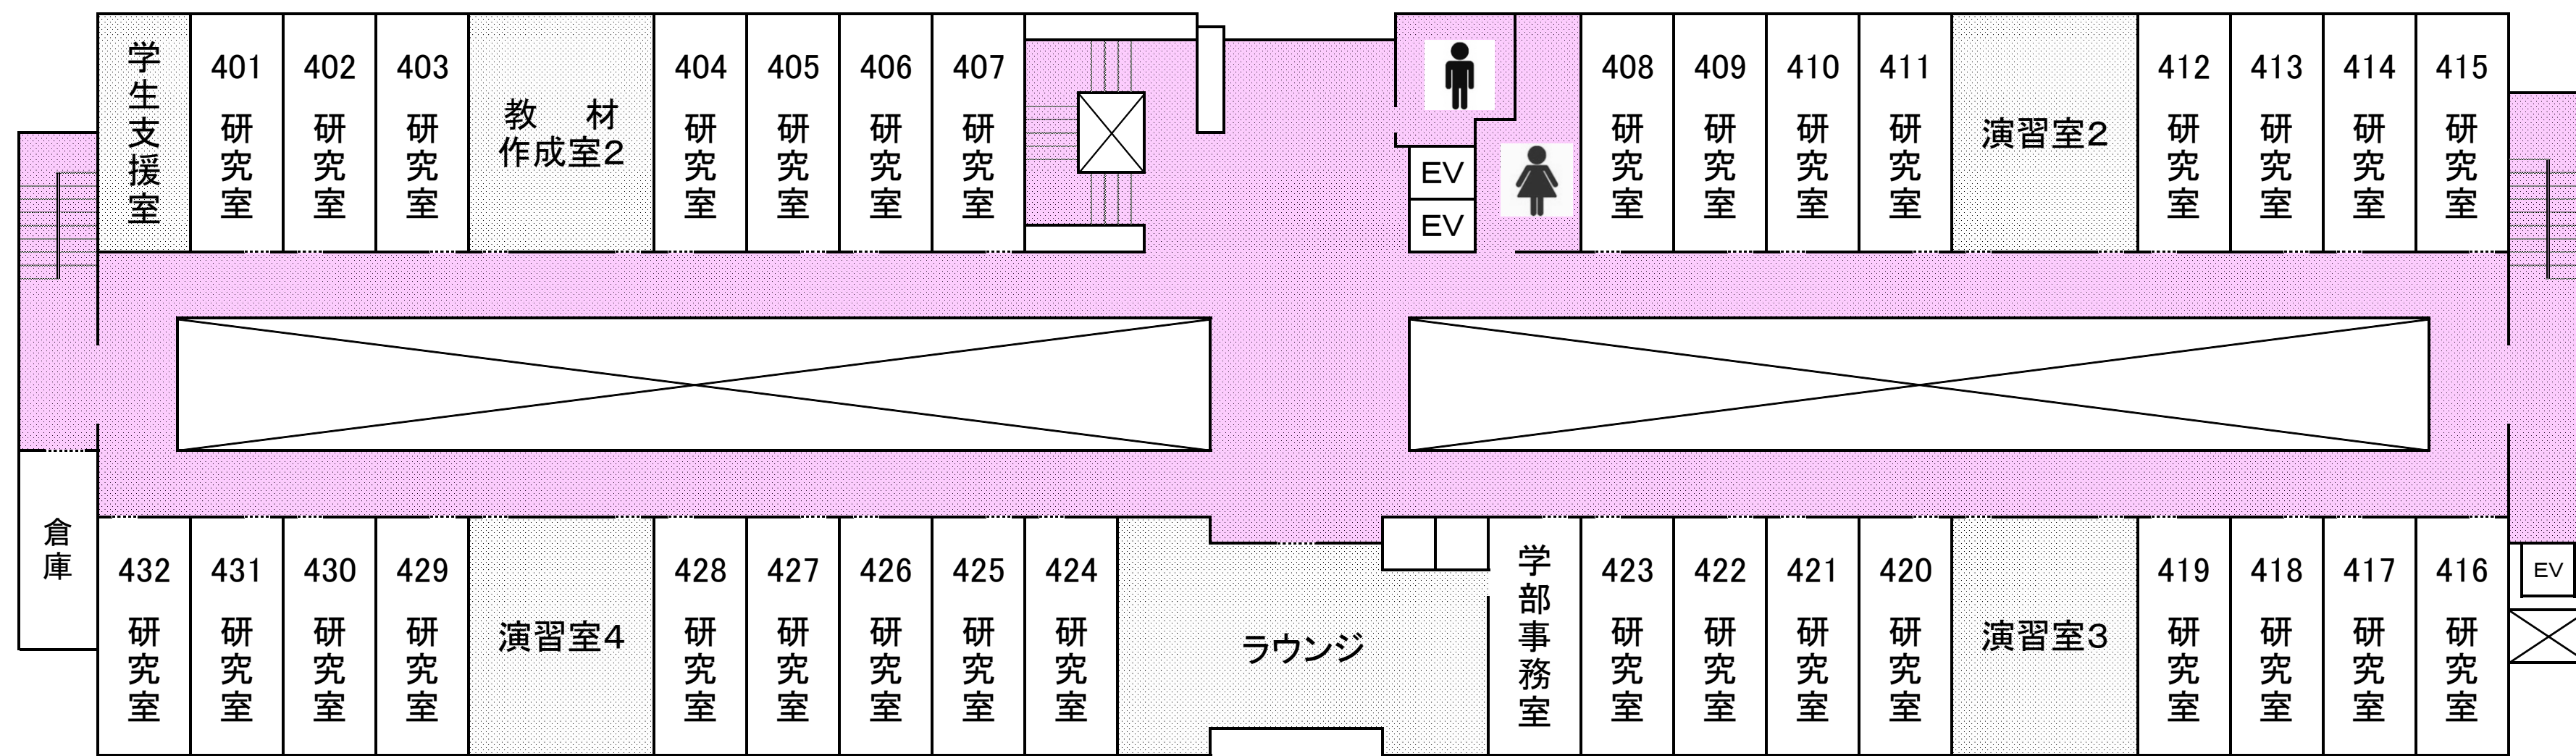 学生支援室
401
研究室
402
研究室
403
研究室
教 材
作成室2
404
研究室
405
研究室
406
研究室
407
研究室
EV
EV
408
研究室
409
研究室
410
研究室
411
研究室
演習室2
412
研究室
413
研究室
414
研究室
415
研究室
倉庫
432
研究室
431
研究室
430
研究室
429
研究室
演習室4
428
研究室
427
研究室
426
研究室
425
研究室
424
研究室
ラウンジ
学部事務室
423
研究室
422
研究室
421
研究室
420
研究室
演習室3
419
研究室
418
研究室
417
研究室
416
研究室
EV